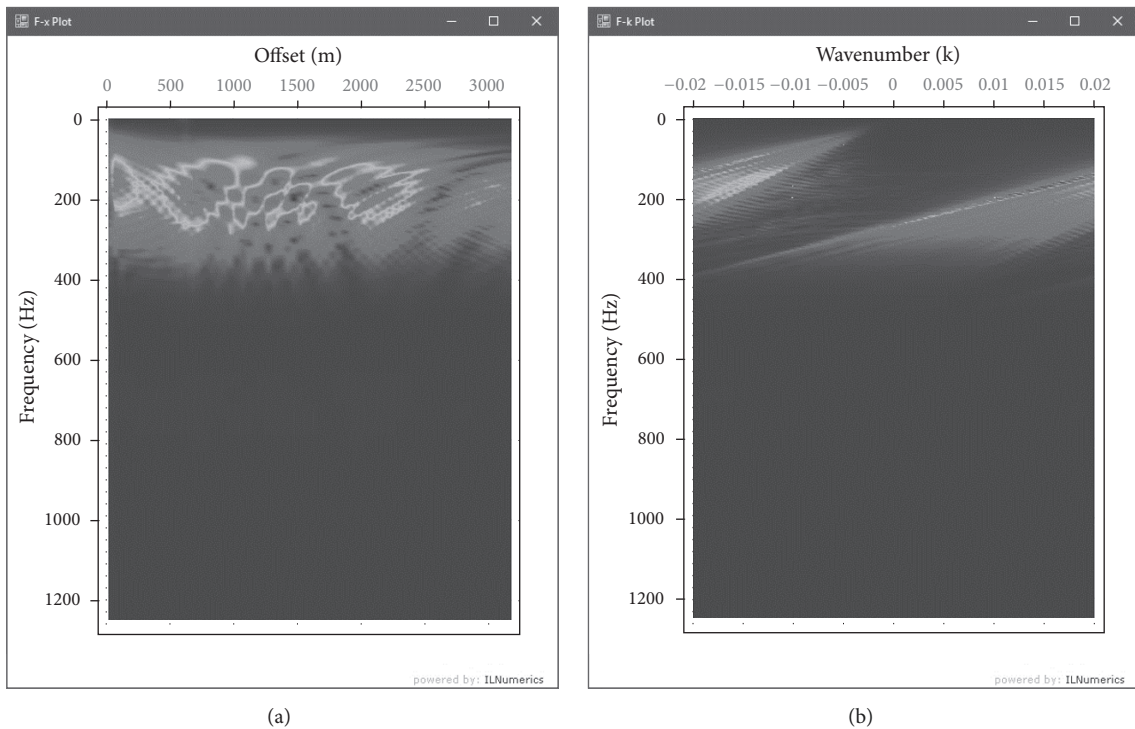 F-x Plot
Offset (m)
0 500 1000 1500 2000 2500 3000
0
200
400
600
800
1000
1200
Frequency (Hz)
powered by: ILNumerics
(a)
F-k Plot
Wavenumber (k)
−0.02 −0.015 −0.01 −0.005 0 0.005 0.01 0.015 0.02
0
200
400
600
800
1000
1200
Frequency (Hz)
powered by: ILNumerics
(b)